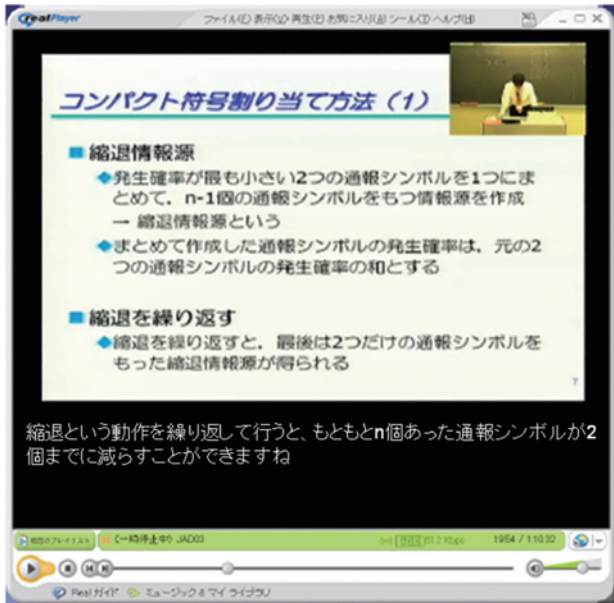 realPlayer
ファイル(F) 表示(V) 再生(P) お気に入り(A) ツール(T) ヘルプ(H)
コンパクト符号割り当て方法（1）
縮退情報源
発生確率が最も小さい2つの通報シンボルを1つにま
とめて，n-1個の通報シンボルをもつ情報源を作成
→ 縮退情報源という
まとめて作成した通報シンボルの発生確率は，元の2
つの通報シンボルの発生確率の和とする
縮退を繰り返す
縮退を繰り返すと，最後は2つだけの通報シンボルを
もった縮退情報源が得られる
7
縮退という動作を繰り返して行うと、もともとn個あった通報シンボルが2
個までに減らすことができますね
(一時停止中) JAD03
Kbps
19:54 / 1:10:32
Real ガイド
ミュージック & マイ ライブラリ